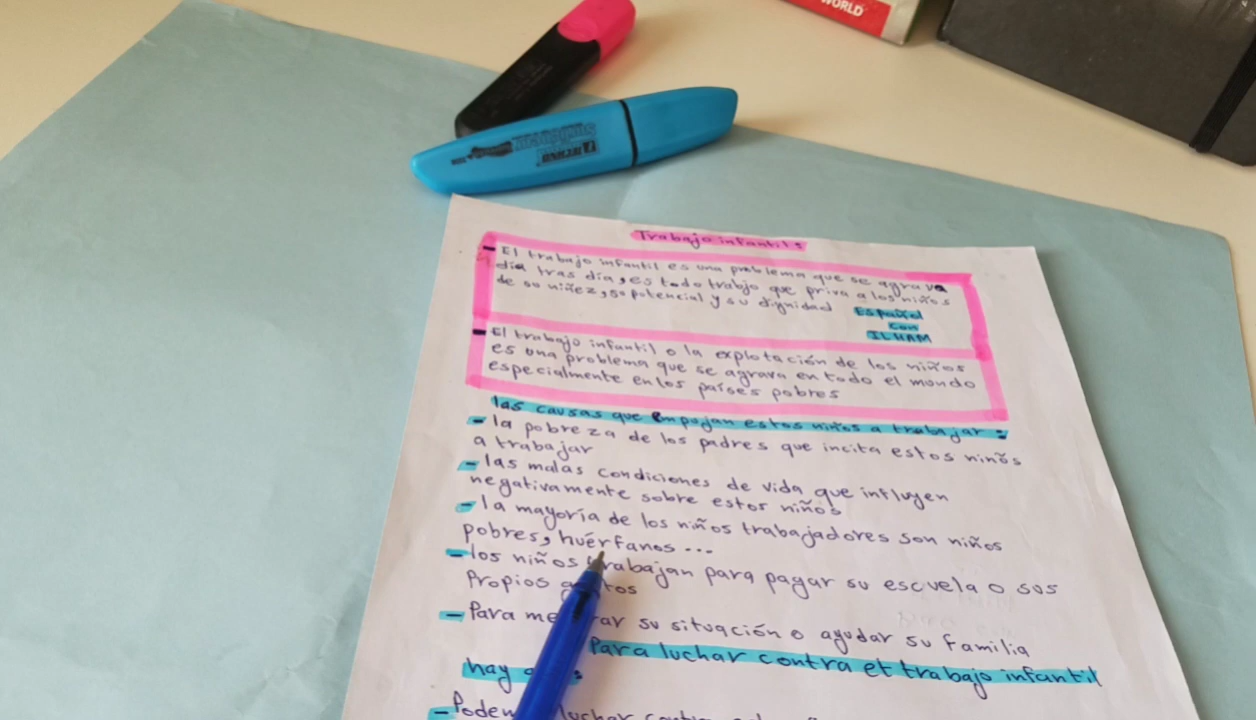 WORLD
TECHNO
Trabajo infantil:
- El trabajo infantil es una problema que se agrava
día tras día, es todo trabjo que priva a los niños
de su niñez, su potencial y su dignidad
Español
con
ILHAM
- El trabajo infantil o la explotación de los niños
es una problema que se agrava en todo el mundo
especialmente en los países pobres
las causas que empujan estos niños a trabajar:
- la pobreza de los padres que incita estos niños
a trabajar
- las malas condiciones de vida que influyen
negativamente sobre estos niños
- la mayoría de los niños trabajadores son niños
pobres, huérfanos ...
- los niños trabajan para pagar su escuela o sus
Propios
- Para su situación o ayudar su familia
Para luchar contra el trabajo infantil
hay
- luchar